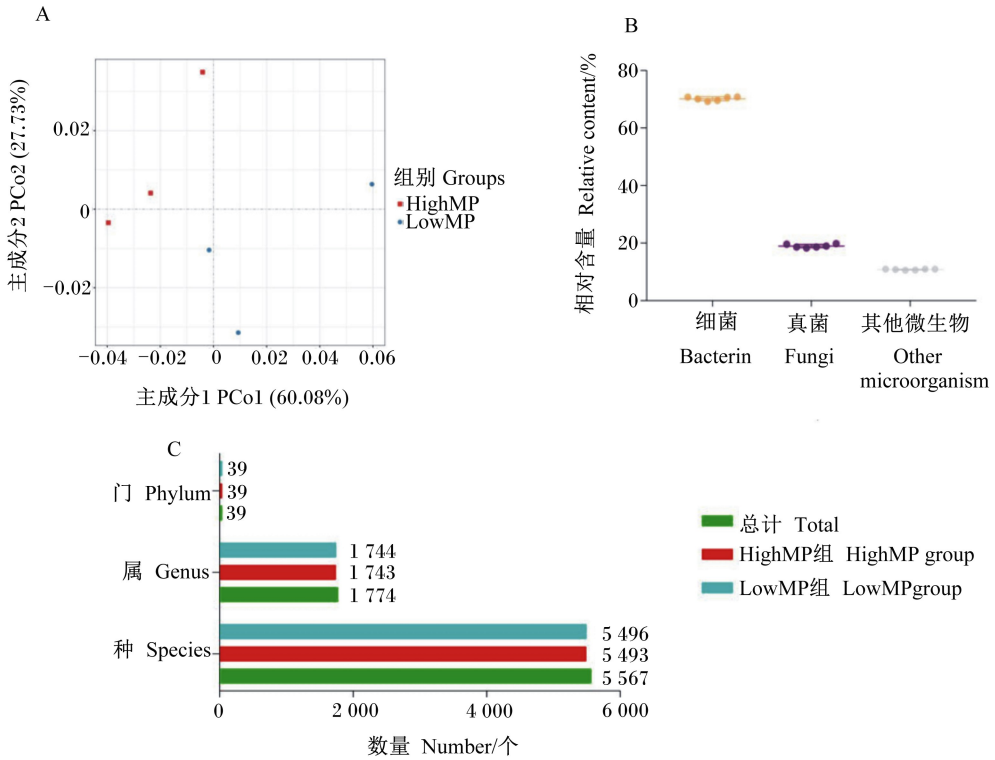 A
主成分2 PCo2 (27.73%)
0.02
0
−0.02
−0.04 −0.02 0 0.02 0.04 0.06
主成分1 PCo1 (60.08%)
组别 Groups
HighMP
LowMP
B
相对含量 Relative content/%
80
60
40
20
0
细菌 真菌 其他微生物
Bacterin Fungi Other
microorganism
C
门 Phylum
39
39
39
属 Genus
1 744
1 743
1 774
种 Species
5 496
5 493
5 567
0 2 000 4 000 6 000
数量 Number/个
总计 Total
HighMP组 HighMP group
LowMP组 LowMPgroup